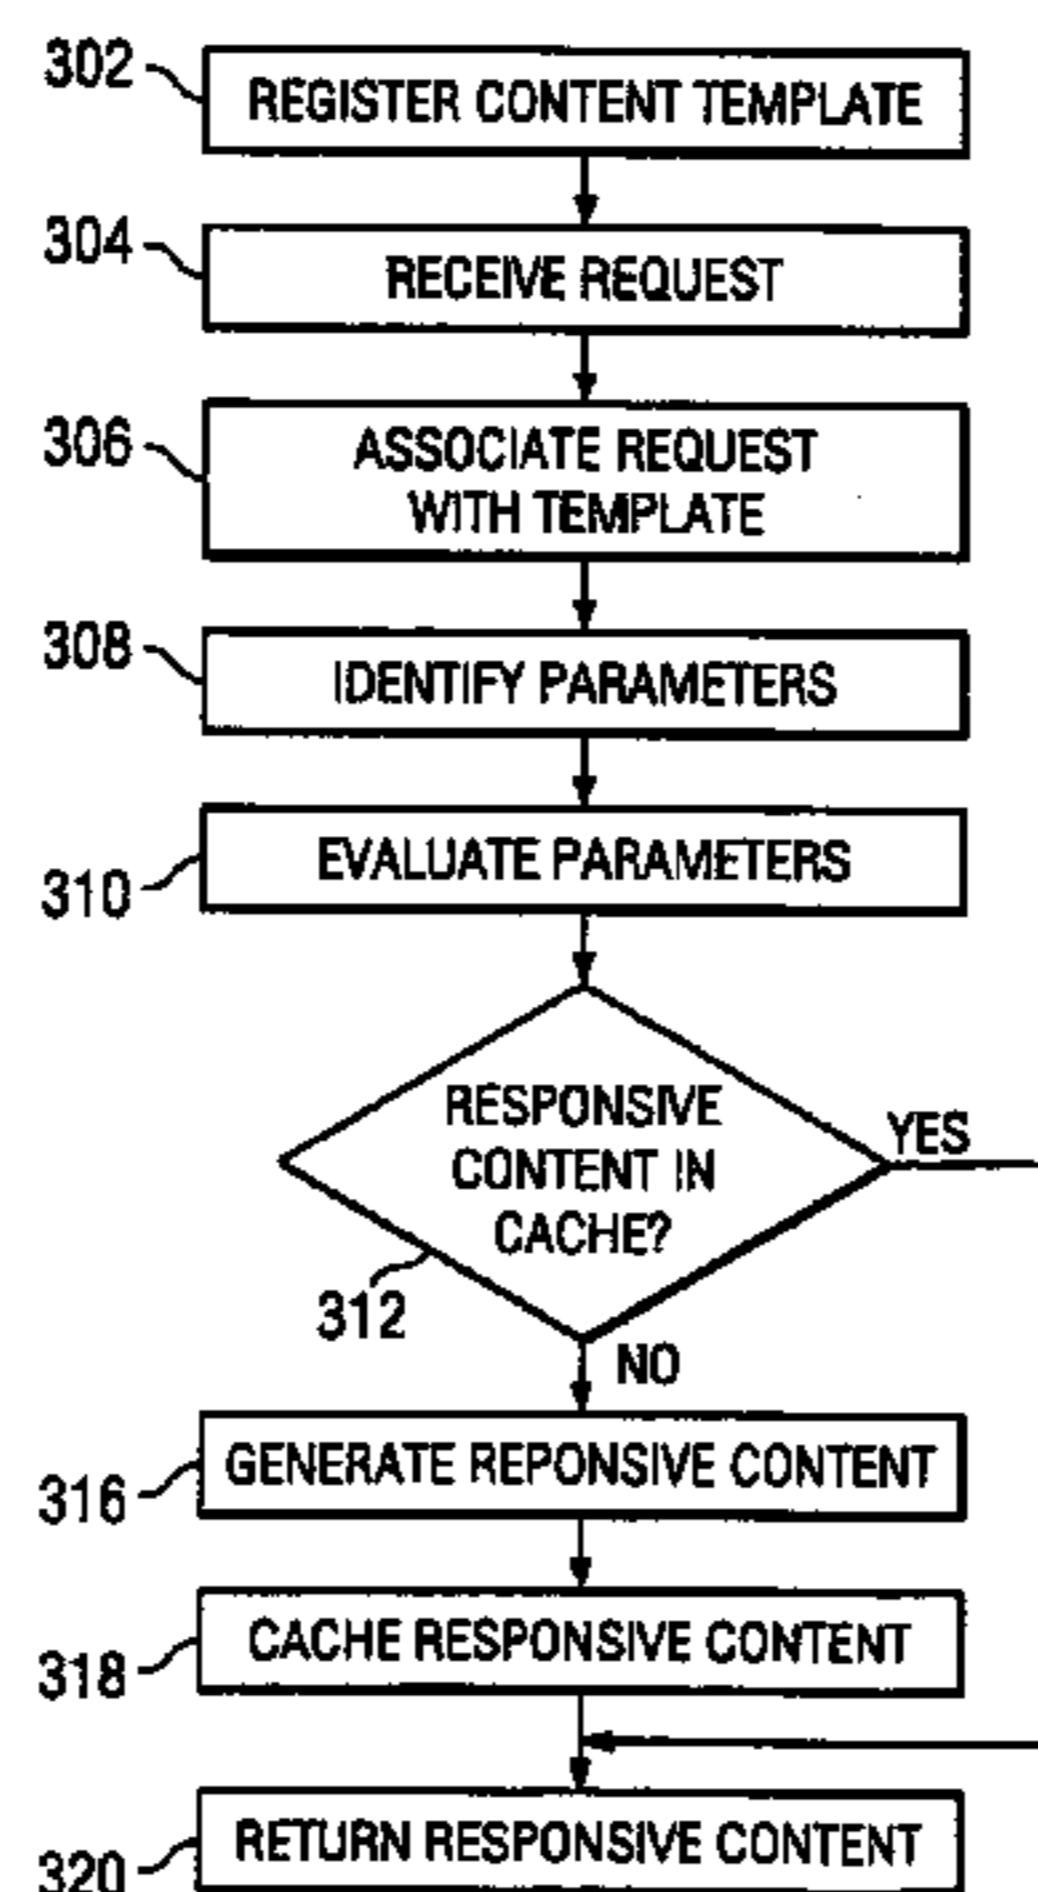 302
REGISTER CONTENT TEMPLATE
304
RECEIVE REQUEST
306
ASSOCIATE REQUEST
WITH TEMPLATE
308
IDENTIFY PARAMETERS
310
EVALUATE PARAMETERS
RESPONSIVE
CONTENT IN
CACHE?
YES
312
NO
316
GENERATE REPONSIVE CONTENT
318
CACHE RESPONSIVE CONTENT
320
RETURN RESPONSIVE CONTENT